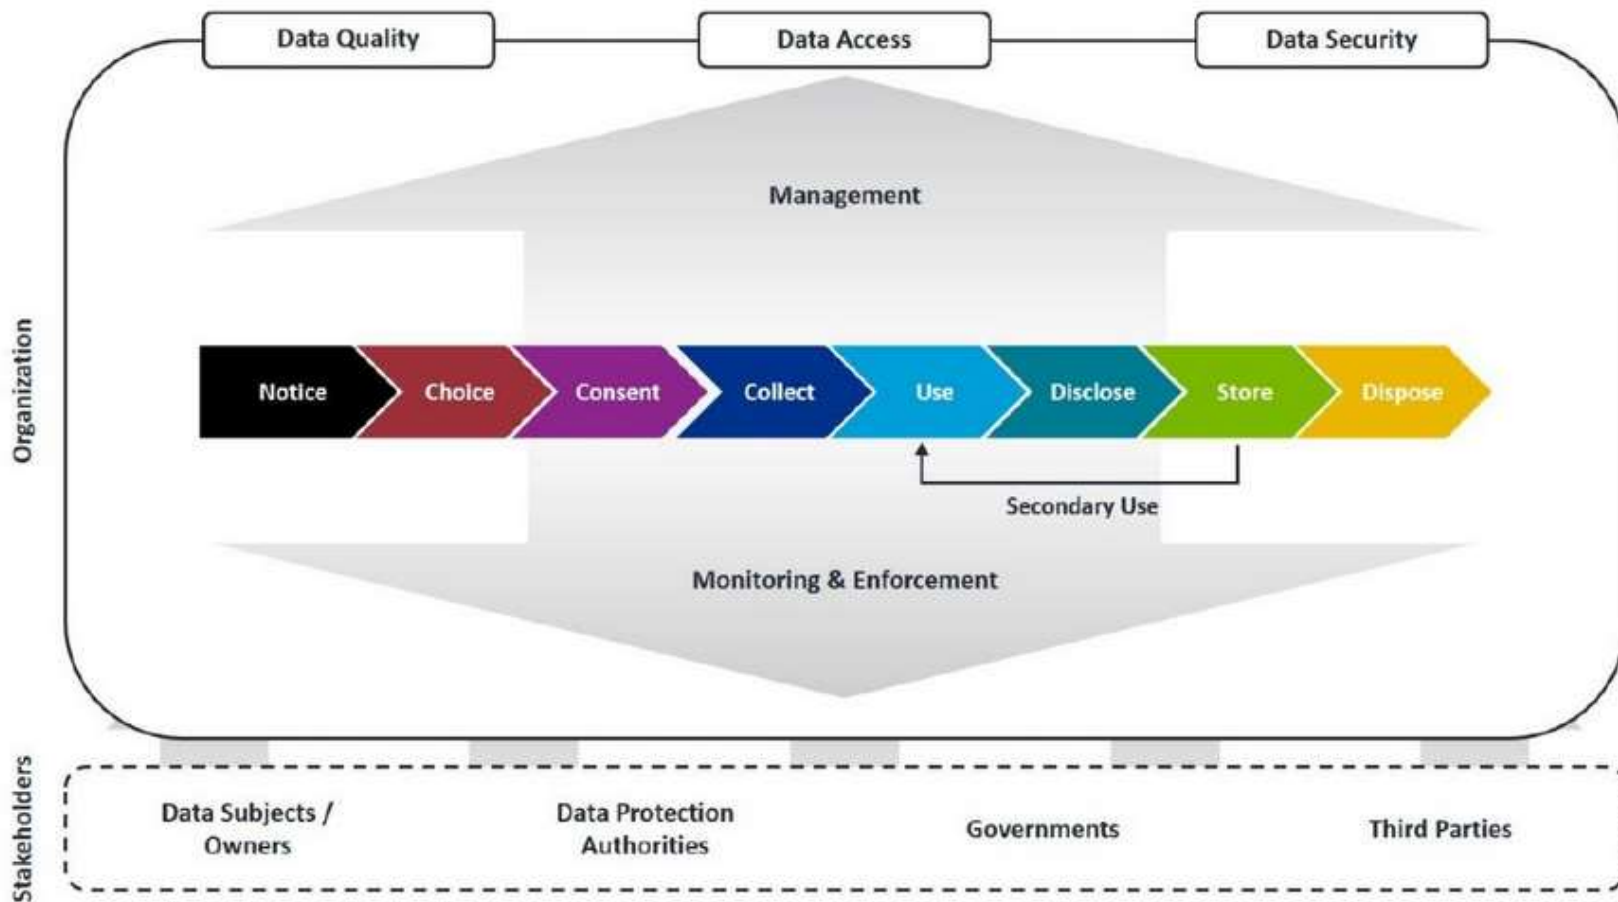 Data Quality
Data Access
Data Security
Management
Organization
Notice
Choice
Consent
Collect
Use
Disclose
Store
Dispose
Secondary Use
Monitoring & Enforcement
Stakeholders
Data Subjects /
Owners
Data Protection
Authorities
Governments
Third Parties